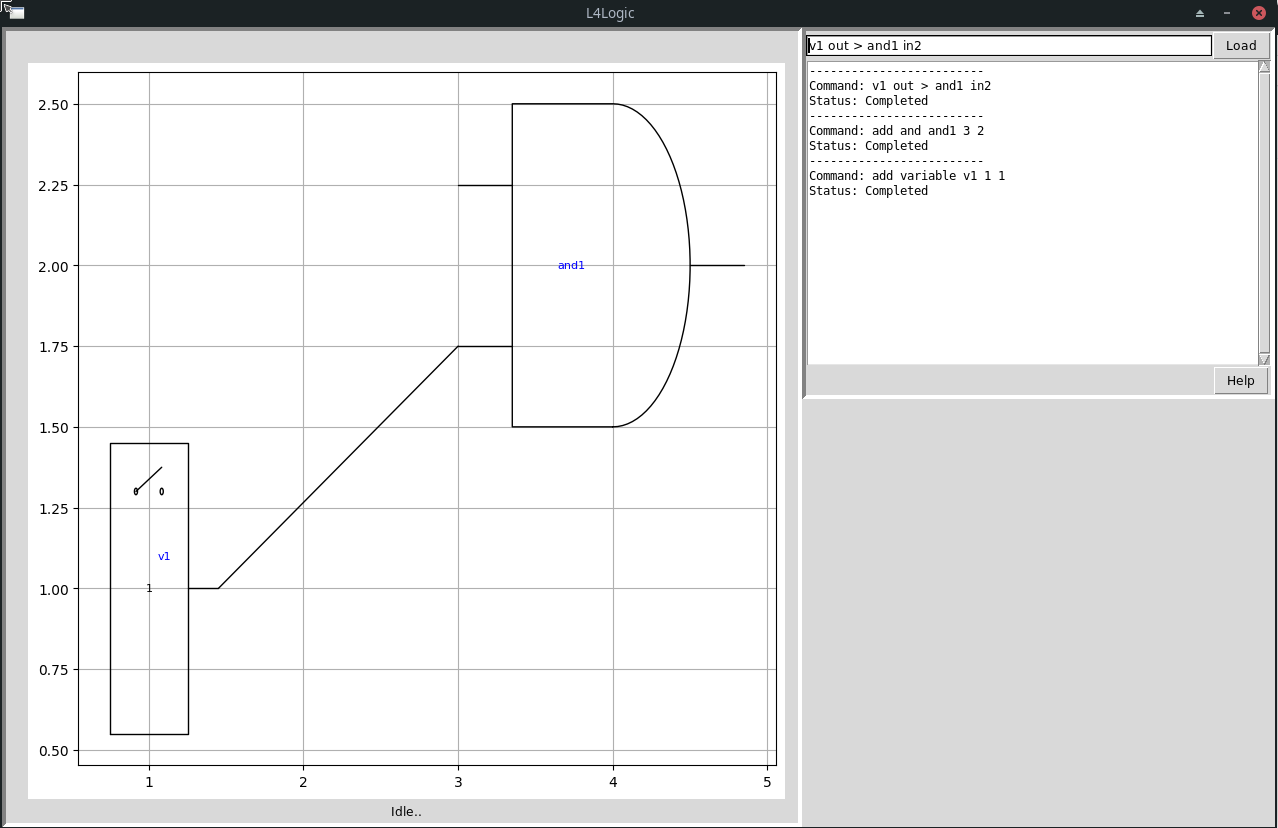 L4Logic
v1 out > and1 in2
Load
-------------------------
Command: v1 out > and1 in2
Status: Completed
-------------------------
Command: add and and1 3 2
Status: Completed
-------------------------
Command: add variable v1 1 1
Status: Completed
Help
2.50
2.25
2.00
1.75
1.50
1.25
1.00
0.75
0.50
and1
v1
1
1 2 3 4 5
Idle..